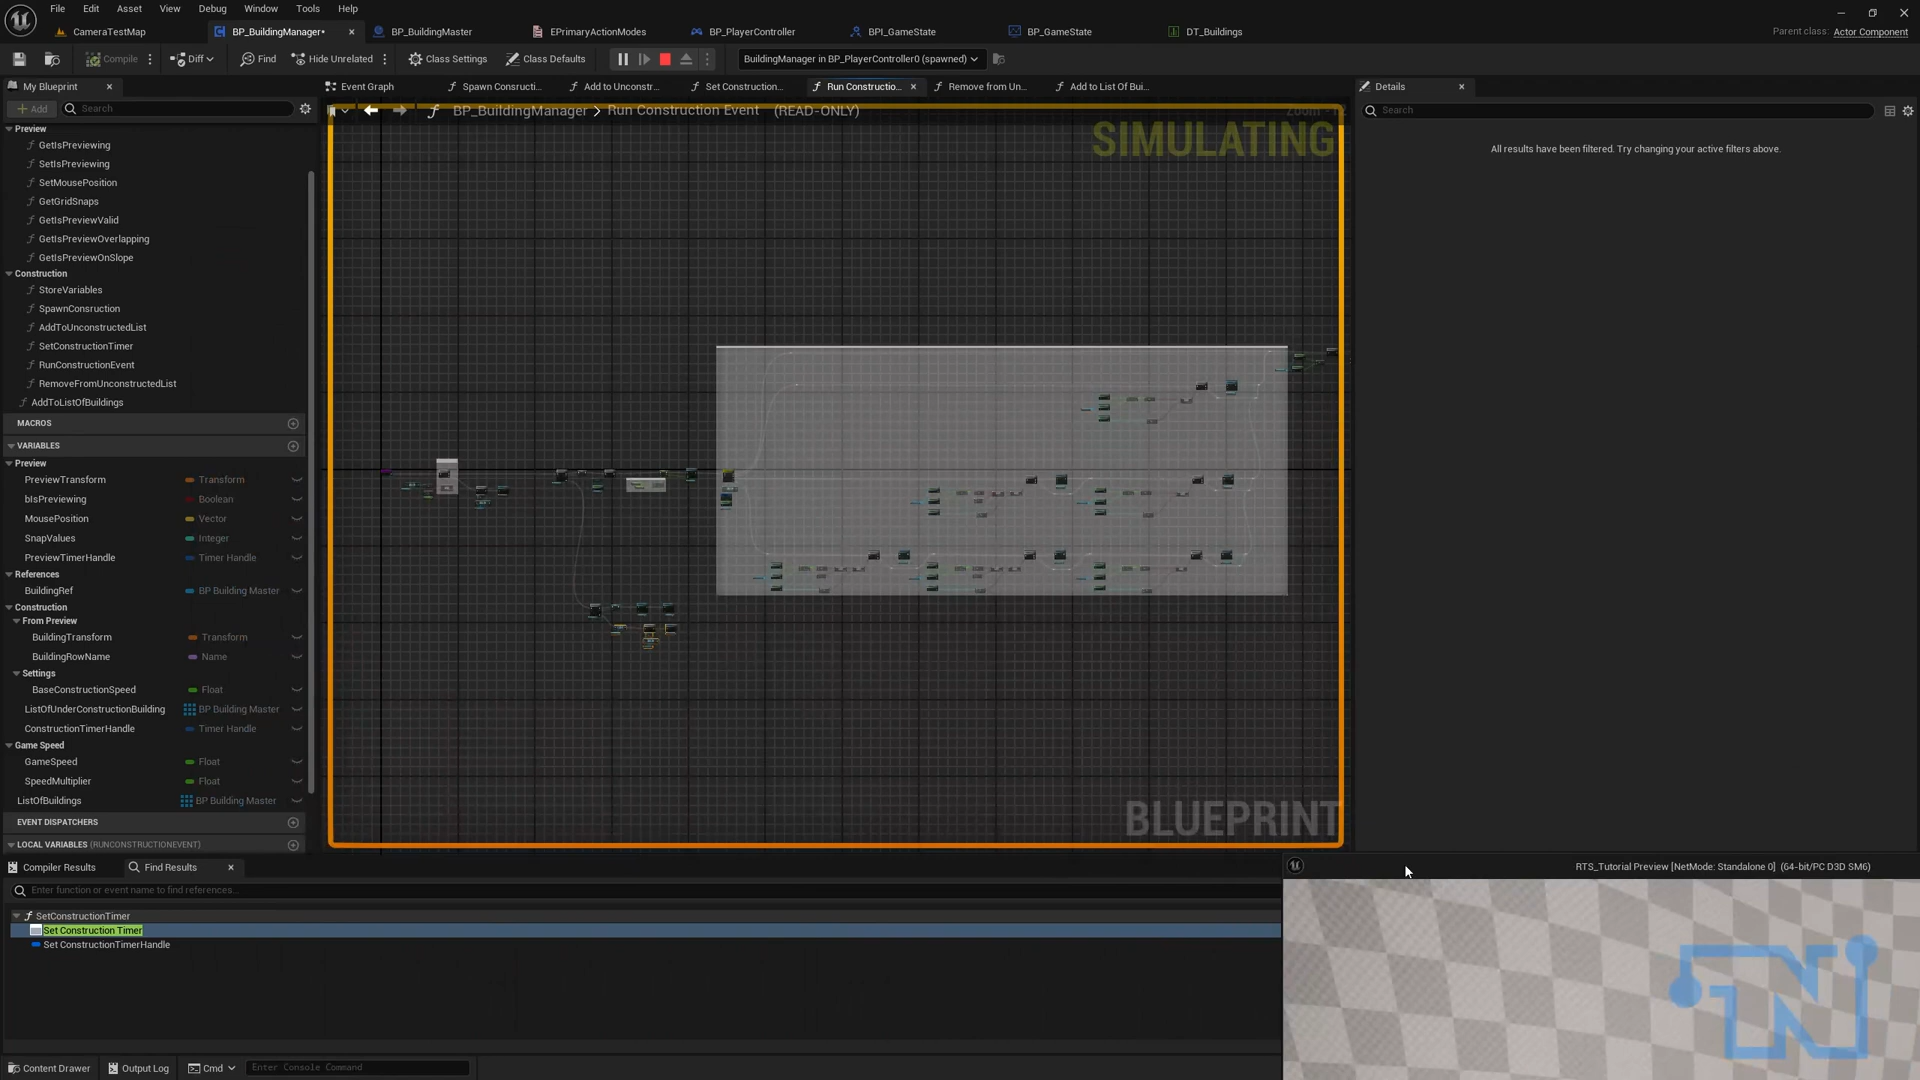 File Edit Asset View Debug Window Tools Help
CameraTestMap BP_BuildingManager• BP_BuildingMaster EPrimaryActionModes BP_PlayerController BPI_GameState BP_GameState DT_Buildings
Parent class: Actor Component
Compile Diff Find Hide Unrelated Class Settings Class Defaults BuildingManager in BP_PlayerController0 (spawned)
My Blueprint
Event Graph Spawn Constructi... Add to Unconstr... Set Construction... Run Constructio... Remove from Un... Add to List Of Bui... Details
Add Search
BP_BuildingManager > Run Construction Event (READ-ONLY)
Search
SIMULATING
All results have been filtered. Try changing your active filters above.
Preview
GetIsPreviewing
SetIsPreviewing
SetMousePosition
GetGridSnaps
GetIsPreviewValid
GetIsPreviewOverlapping
GetIsPreviewOnSlope
Construction
StoreVariables
SpawnConsruction
AddToUnconstructedList
SetConstructionTimer
RunConstructionEvent
RemoveFromUnconstructedList
AddToListOfBuildings
MACROS
VARIABLES
Preview
PreviewTransform Transform
bIsPreviewing Boolean
MousePosition Vector
SnapValues Integer
PreviewTimerHandle Timer Handle
References
BuildingRef BP Building Master
Construction
From Preview
BuildingTransform Transform
BuildingRowName Name
Settings
BaseConstructionSpeed Float
ListOfUnderConstructionBuilding BP Building Master
ConstructionTimerHandle Timer Handle
Game Speed
GameSpeed Float
SpeedMultiplier Float
ListOfBuildings BP Building Master
EVENT DISPATCHERS
LOCAL VARIABLES (RUNCONSTRUCTIONEVENT)
BLUEPRINT
Compiler Results Find Results
RTS_Tutorial Preview [NetMode: Standalone 0] (64-bit/PC D3D SM6)
Enter function or event name to find references...
SetConstructionTimer
Set Construction Timer
Set ConstructionTimerHandle
Content Drawer Output Log Cmd Enter Console Command